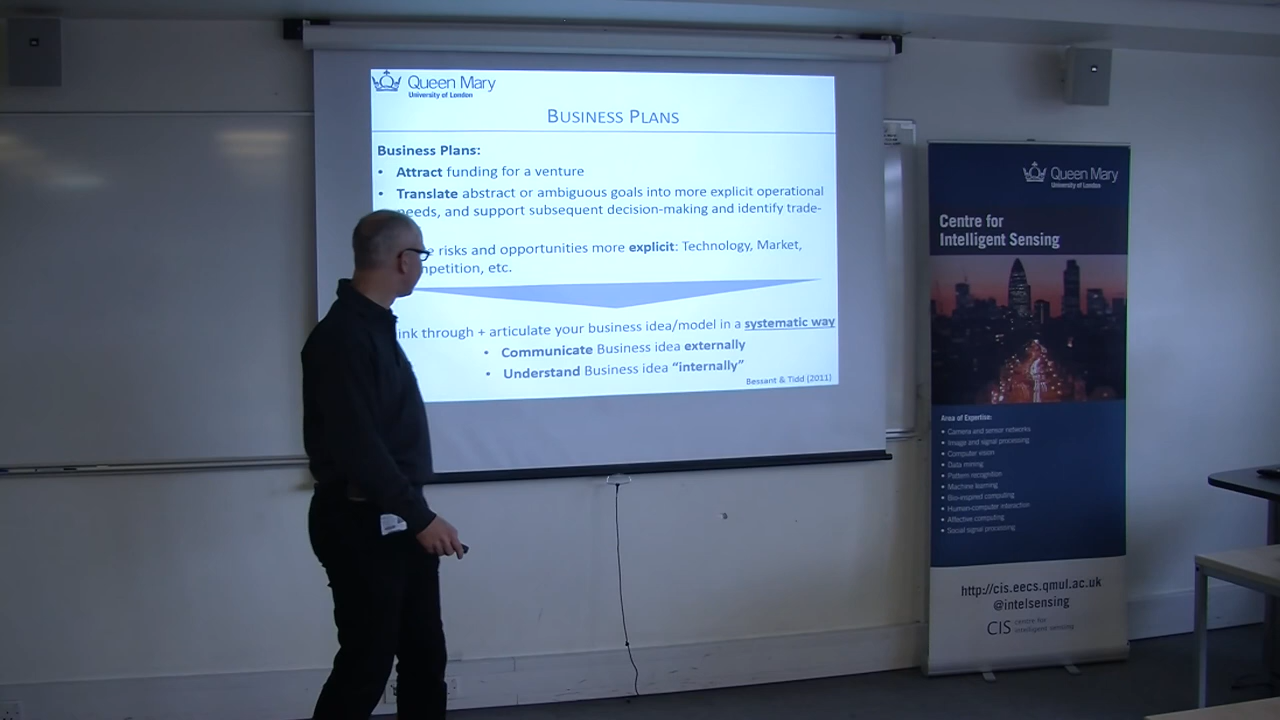 Queen Mary
University of London
BUSINESS PLANS
Business Plans:
• Attract funding for a venture
• Translate abstract or ambiguous goals into more explicit operational
needs, and support subsequent decision-making and identify trade-
risks and opportunities more explicit: Technology, Market,
etc.
through + articulate your business idea/model in a systematic way
• Communicate Business idea externally
• Understand Business idea “internally”
Bessant & Tidd (2011)
Queen Mary
University of London
Centre for
Intelligent Sensing
Area of Expertise:
• Camera and sensor networks
• Image and signal processing
• Computer vision
• Data mining
• Pattern recognition
• Machine learning
• Bio-inspired computing
• Human-computer interaction
• Affective computing
• Social signal processing
http://cis.eecs.qmul.ac.uk
@intelsensing
CIS centre for
intelligent sensing